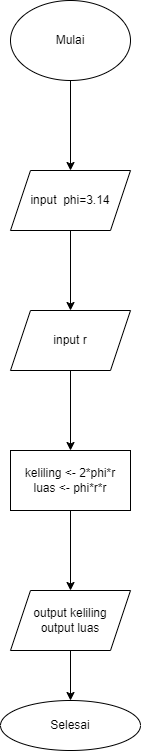 Mulai
input  phi=3.14
input r
keliling <- 2*phi*r
luas <- phi*r*r
output keliling
output luas
Selesai